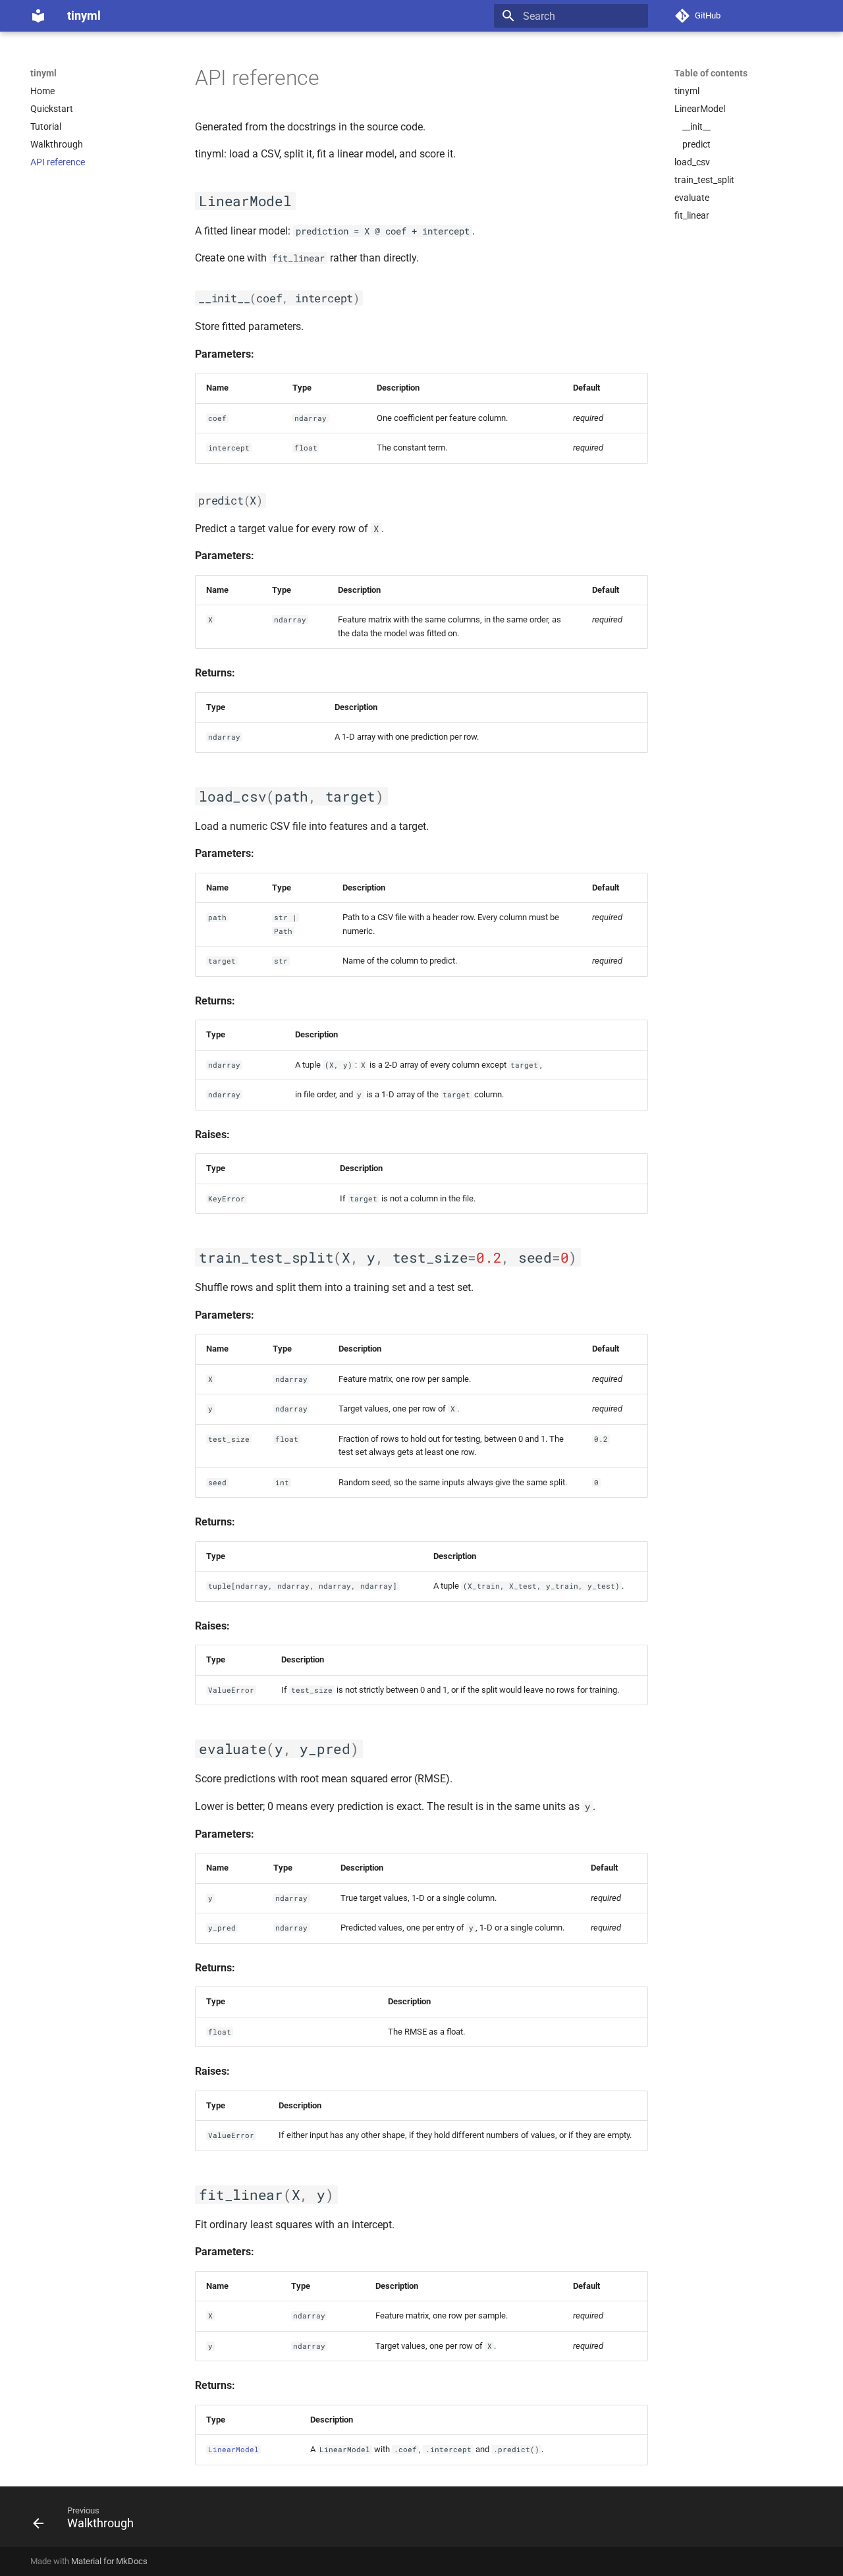 tinyml
Search
GitHub
tinyml
Home
Quickstart
Tutorial
Walkthrough
API reference
Table of contents
tinyml
LinearModel
__init__
predict
load_csv
train_test_split
evaluate
fit_linear
API reference
Generated from the docstrings in the source code.
tinyml: load a CSV, split it, fit a linear model, and score it.
LinearModel
A fitted linear model: prediction = X @ coef + intercept.
Create one with fit_linear rather than directly.
__init__(coef, intercept)
Store fitted parameters.
Parameters:
Name Type Description Default
coef ndarray One coefficient per feature column. required
intercept float The constant term. required
predict(X)
Predict a target value for every row of X.
Parameters:
Name Type Description Default
X ndarray Feature matrix with the same columns, in the same order, as required
the data the model was fitted on.
Returns:
Type Description
ndarray A 1-D array with one prediction per row.
load_csv(path, target)
Load a numeric CSV file into features and a target.
Parameters:
Name Type Description Default
path str | Path to a CSV file with a header row. Every column must be required
Path numeric.
target str Name of the column to predict. required
Returns:
Type Description
ndarray A tuple (X, y): X is a 2-D array of every column except target,
ndarray in file order, and y is a 1-D array of the target column.
Raises:
Type Description
KeyError If target is not a column in the file.
train_test_split(X, y, test_size=0.2, seed=0)
Shuffle rows and split them into a training set and a test set.
Parameters:
Name Type Description Default
X ndarray Feature matrix, one row per sample. required
y ndarray Target values, one per row of X. required
test_size float Fraction of rows to hold out for testing, between 0 and 1. The 0.2
test set always gets at least one row.
seed int Random seed, so the same inputs always give the same split. 0
Returns:
Type Description
tuple[ndarray, ndarray, ndarray, ndarray] A tuple (X_train, X_test, y_train, y_test).
Raises:
Type Description
ValueError If test_size is not strictly between 0 and 1, or if the split would leave no rows for training.
evaluate(y, y_pred)
Score predictions with root mean squared error (RMSE).
Lower is better; 0 means every prediction is exact. The result is in the same units as y.
Parameters:
Name Type Description Default
y ndarray True target values, 1-D or a single column. required
y_pred ndarray Predicted values, one per entry of y, 1-D or a single column. required
Returns:
Type Description
float The RMSE as a float.
Raises:
Type Description
ValueError If either input has any other shape, if they hold different numbers of values, or if they are empty.
fit_linear(X, y)
Fit ordinary least squares with an intercept.
Parameters:
Name Type Description Default
X ndarray Feature matrix, one row per sample. required
y ndarray Target values, one per row of X. required
Returns:
Type Description
LinearModel A LinearModel with .coef, .intercept and .predict().
Previous
Walkthrough
Made with Material for MkDocs